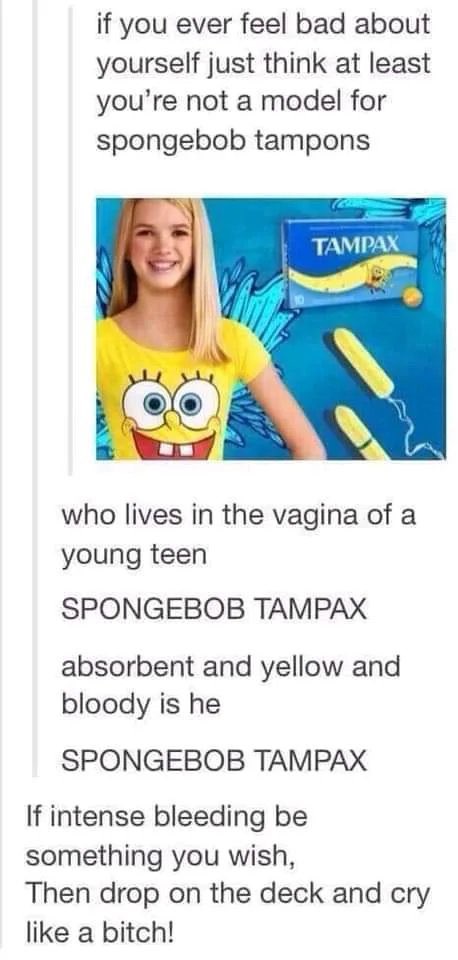 if you ever feel bad about
yourself just think at least
you're not a model for
spongebob tampons
TAMPAX
10
who lives in the vagina of a
young teen
SPONGEBOB TAMPAX
absorbent and yellow and
bloody is he
SPONGEBOB TAMPAX
If intense bleeding be
something you wish,
Then drop on the deck and cry
like a bitch!